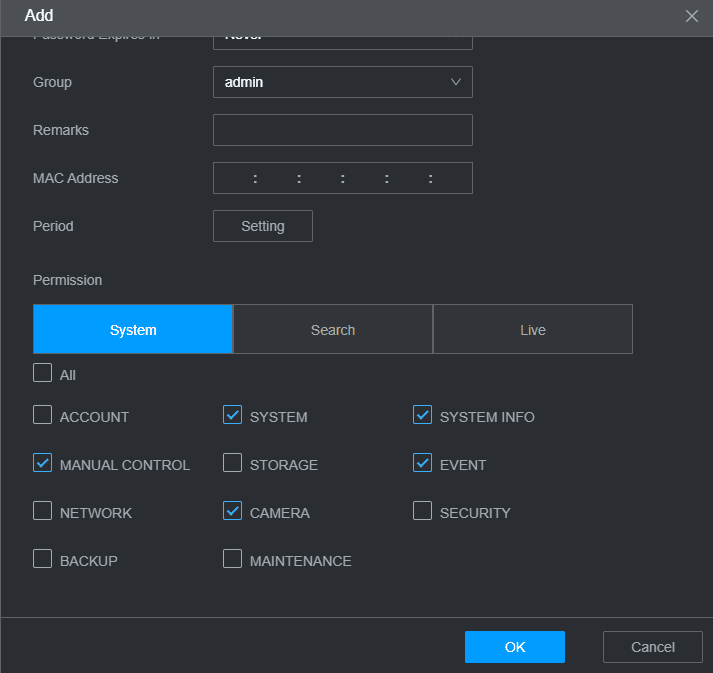 Add
Password Expires In Never
Group admin
Remarks
MAC Address : : : : :
Period Setting
Permission
System Search Live
All
ACCOUNT SYSTEM SYSTEM INFO
MANUAL CONTROL STORAGE EVENT
NETWORK CAMERA SECURITY
BACKUP MAINTENANCE
OK Cancel